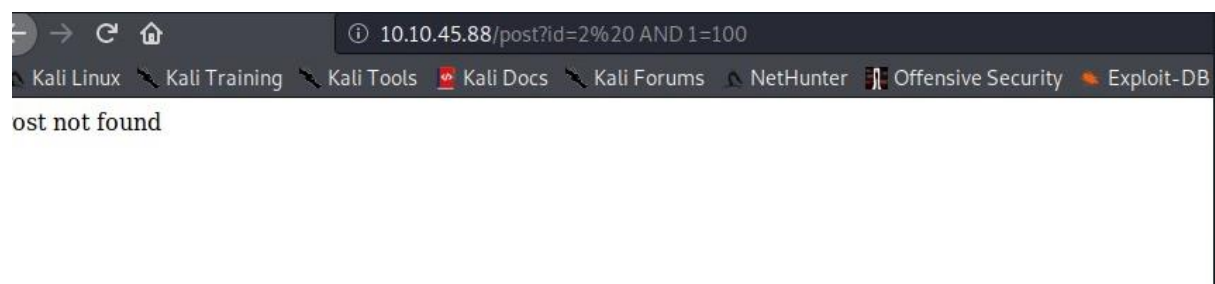 10.10.45.88/post?id=2%20 AND 1=100
Kali Linux Kali Training Kali Tools Kali Docs Kali Forums NetHunter Offensive Security Exploit-DB
ost not found